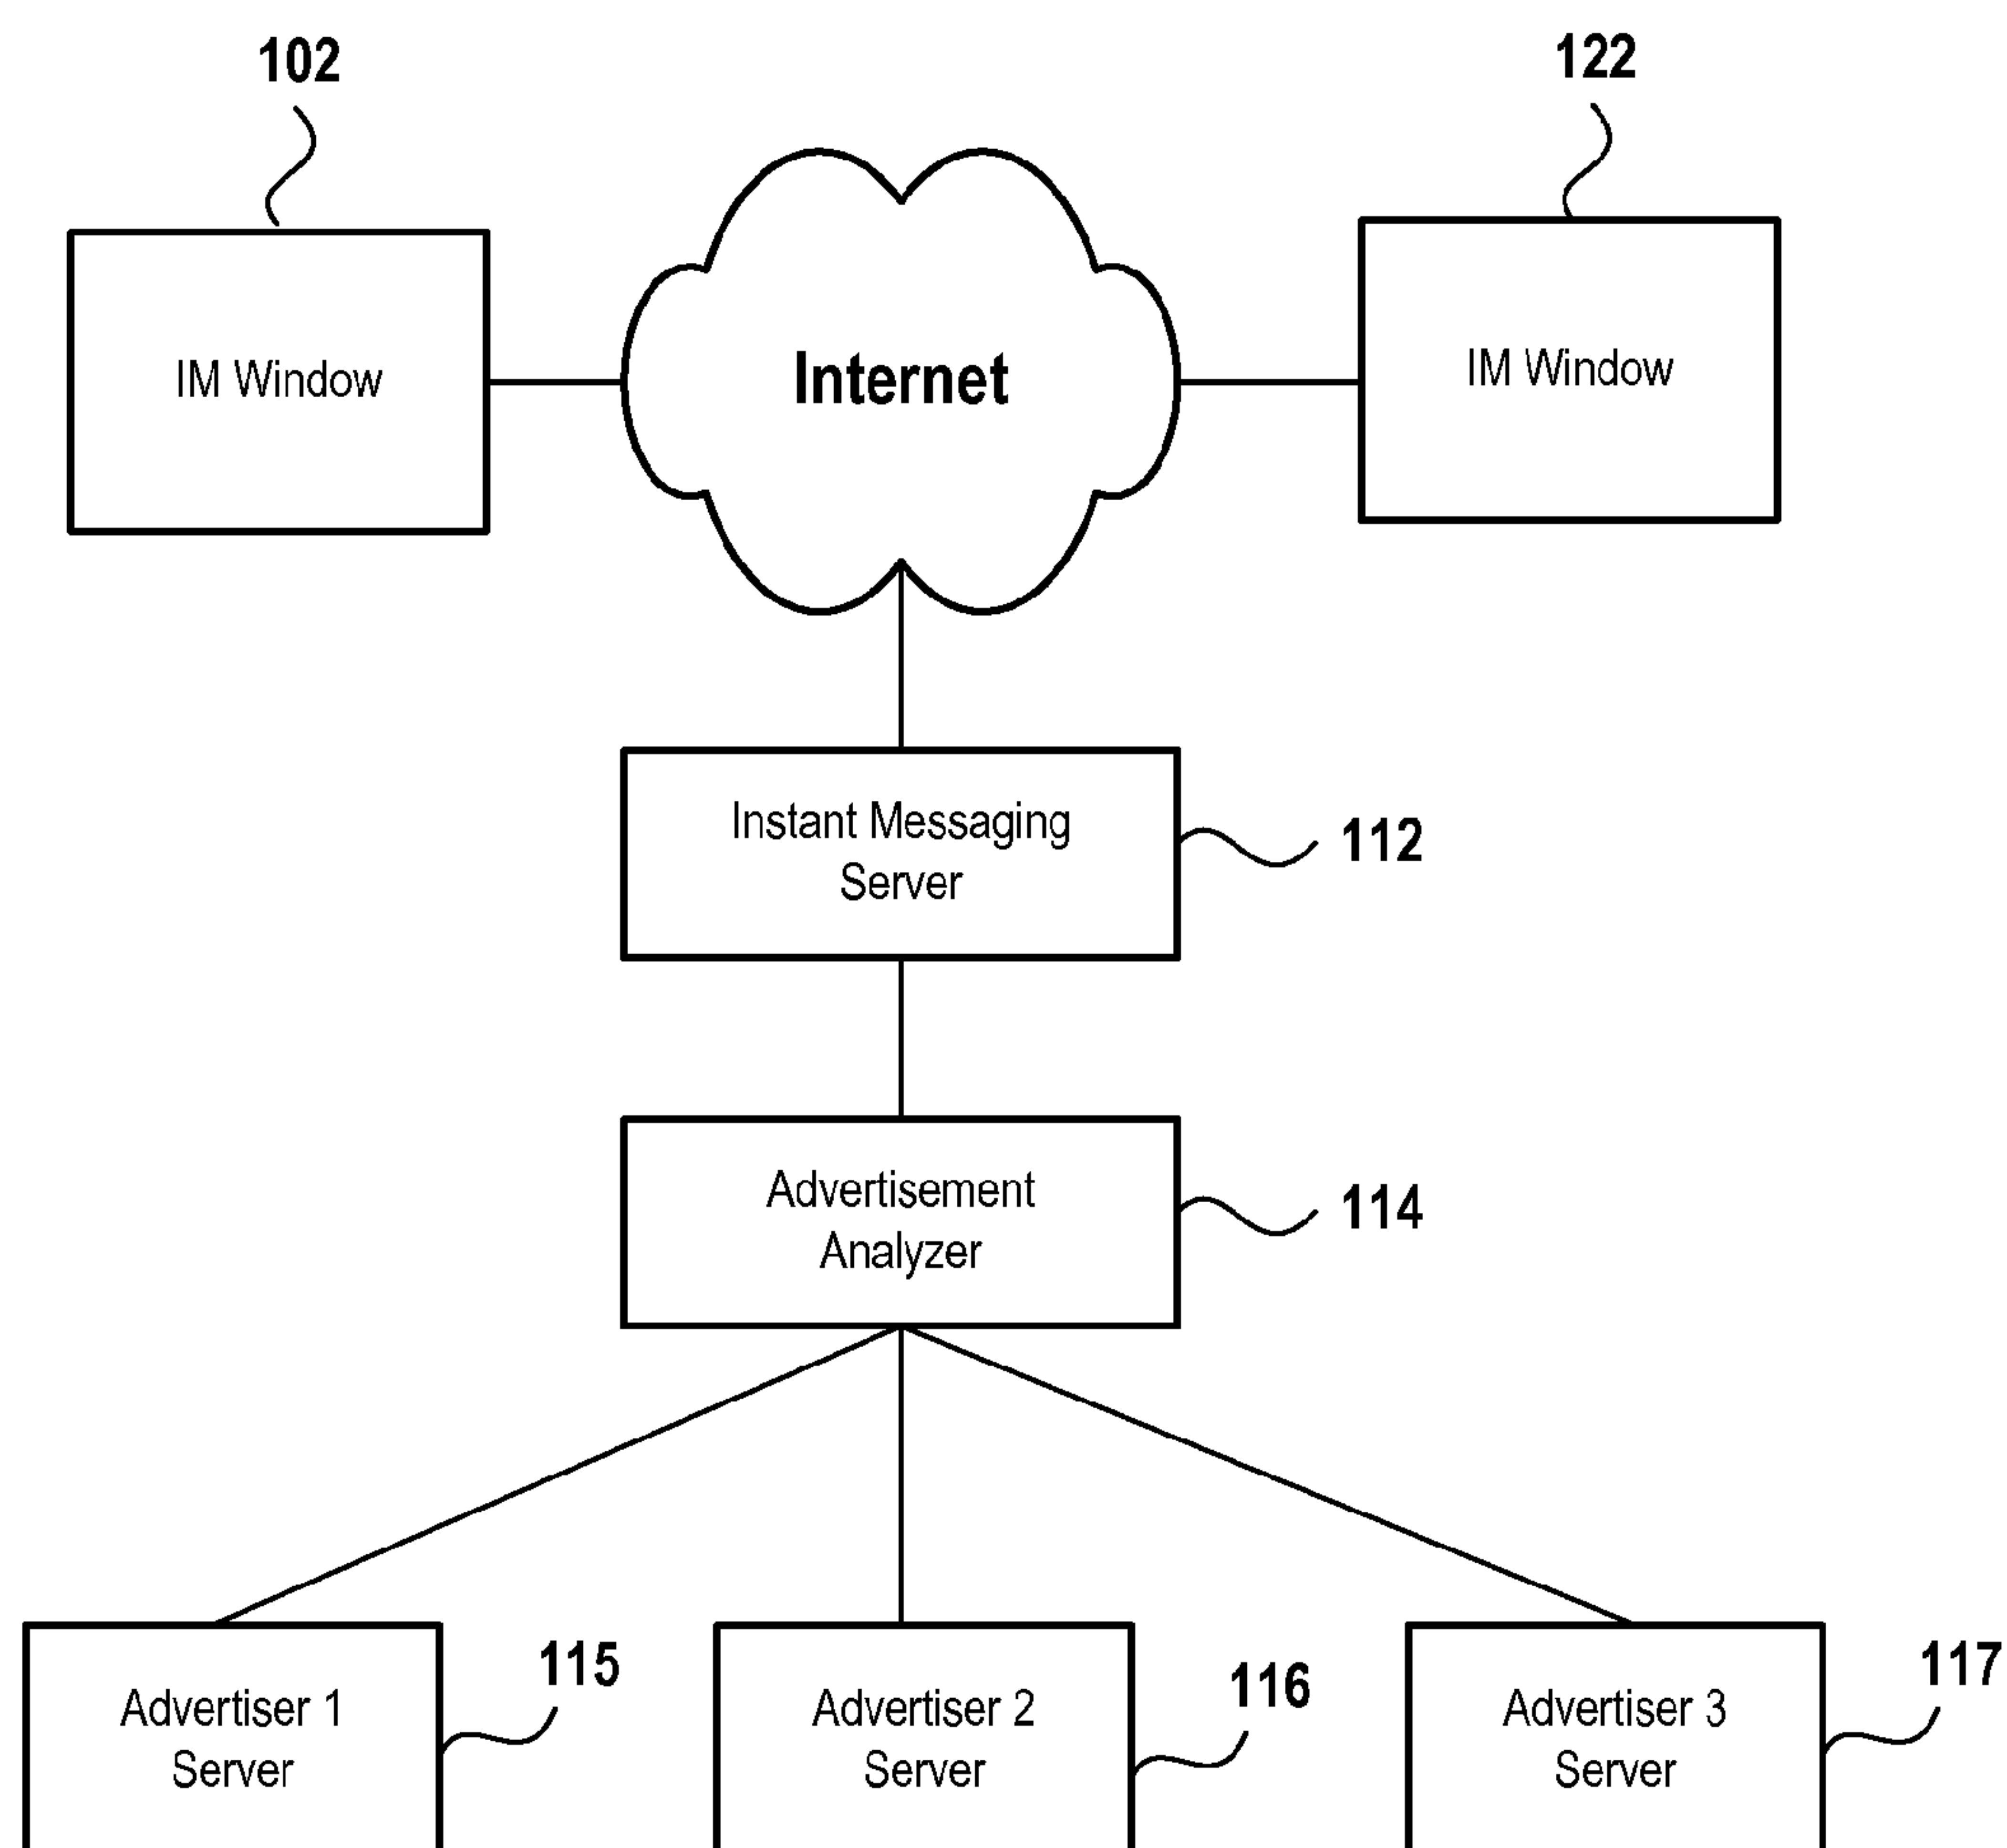 102
122
IM Window
Internet
IM Window
Instant Messaging
Server
112
Advertisement
Analyzer
114
Advertiser 1
Server
115
Advertiser 2
Server
116
Advertiser 3
Server
117